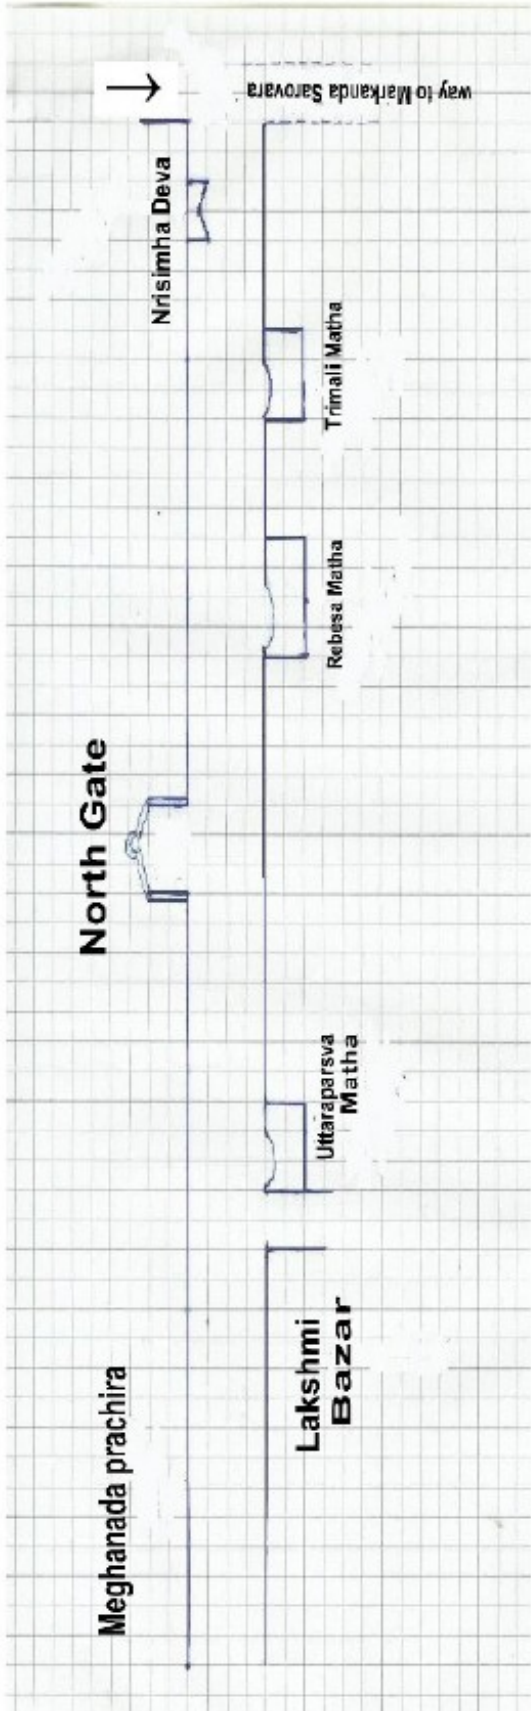 way to Markanda Sarovara
Nrisimha Deva
Trimali Matha
Rebesa Matha
North Gate
Uttaraparsva
Matha
Lakshmi
Bazar
Meghanada prachira